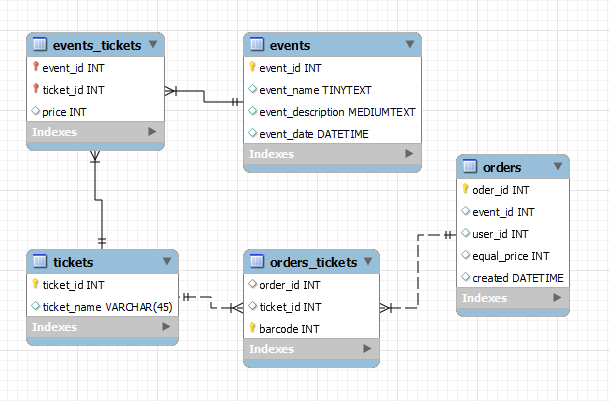 events_tickets
event_id INT
ticket_id INT
price INT
Indexes
events
event_id INT
event_name TINYTEXT
event_description MEDIUMTEXT
event_date DATETIME
Indexes
orders
oder_id INT
event_id INT
user_id INT
equal_price INT
created DATETIME
Indexes
tickets
ticket_id INT
ticket_name VARCHAR(45)
Indexes
orders_tickets
order_id INT
ticket_id INT
barcode INT
Indexes